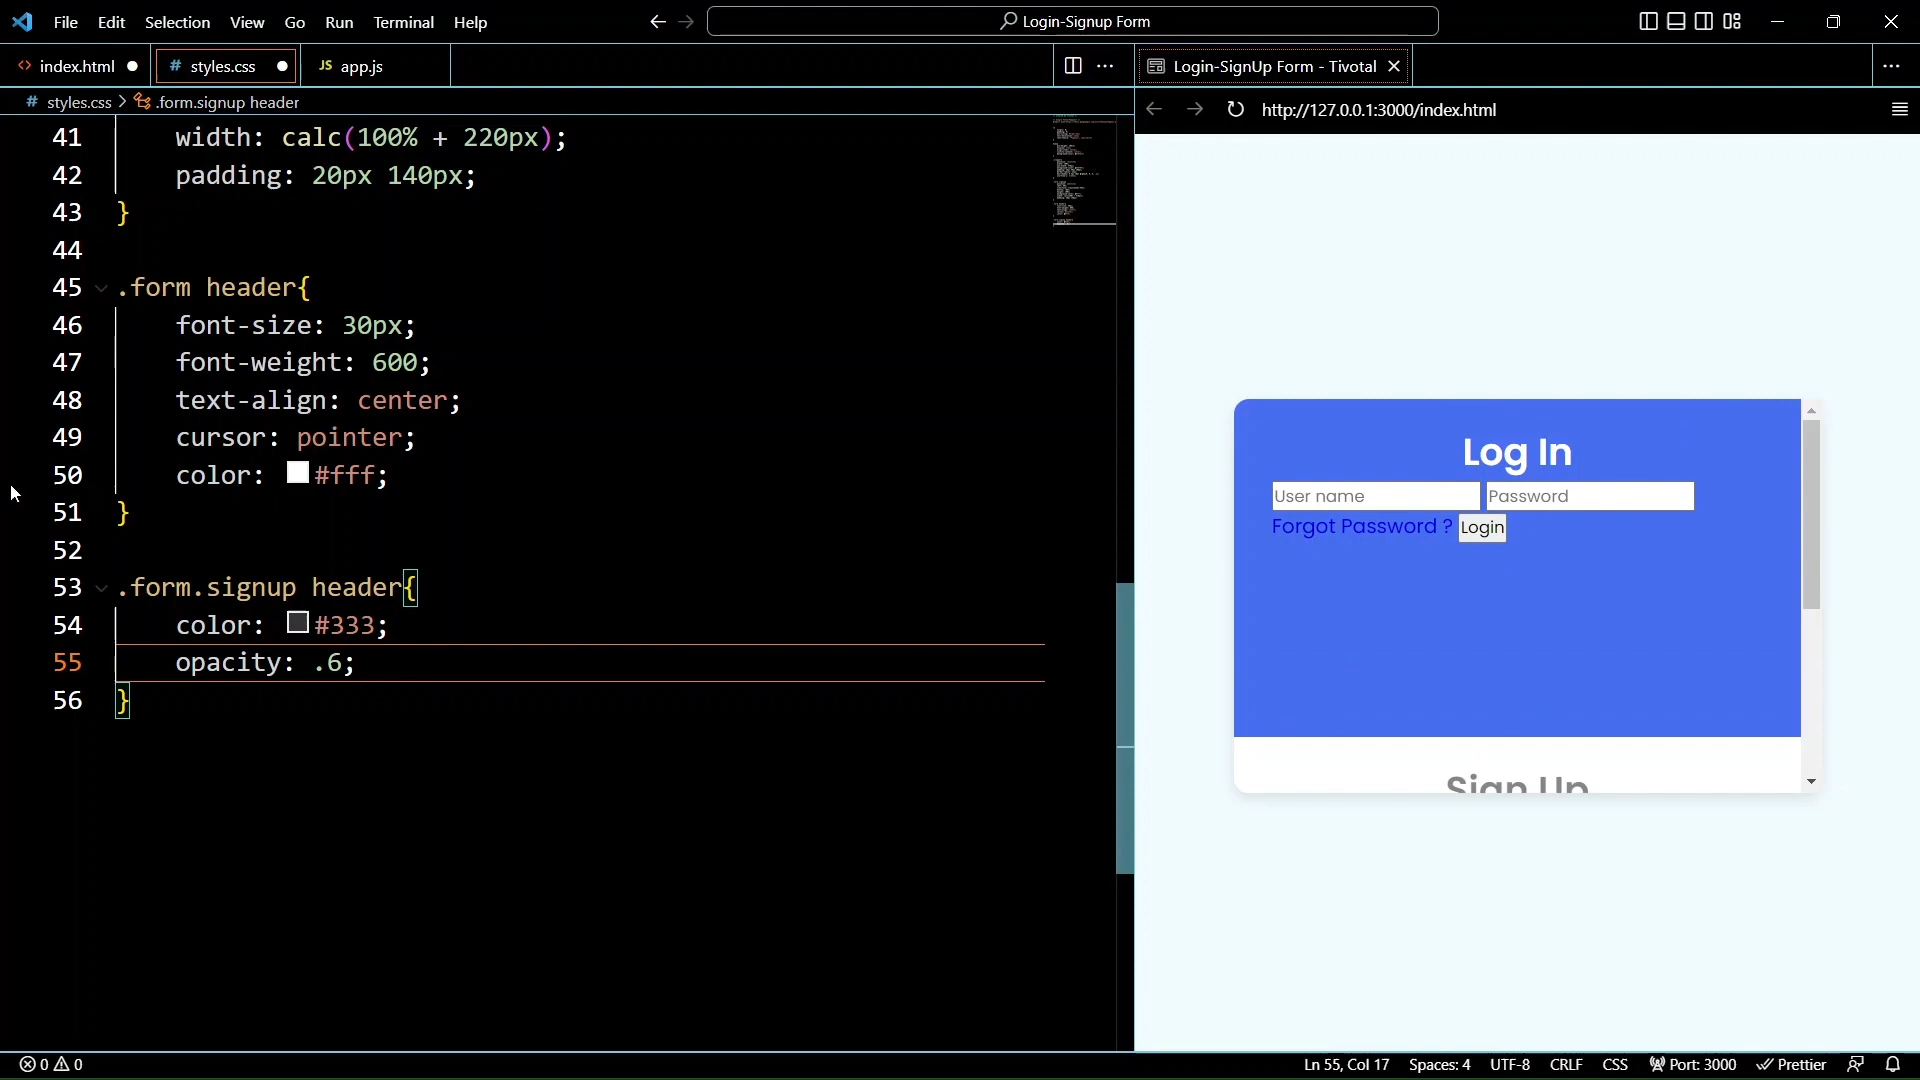 File Edit Selection View Go Run Terminal Help
Login-Signup Form
index.html
styles.css
JS app.js
Login-SignUp Form - Tivotal
# styles.css > .form.signup header
http://127.0.0.1:3000/index.html
41 width: calc(100% + 220px);
42 padding: 20px 140px;
43 }
44
45 .form header{
46 font-size: 30px;
47 font-weight: 600;
48 text-align: center;
49 cursor: pointer;
50 color: #fff;
51 }
52
53 .form.signup header{
54 color: #333;
55 opacity: .6;
56 }
Log In
User name Password
Forgot Password ? Login
Sign Up
0 0
Ln 55, Col 17 Spaces: 4 UTF-8 CRLF CSS Port: 3000 Prettier